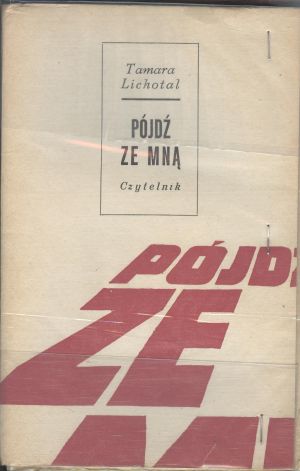 Tamara
Lichotal
PÓJDŹ
ZE MNĄ
Czytelnik
PÓJDŹ
ZE
M